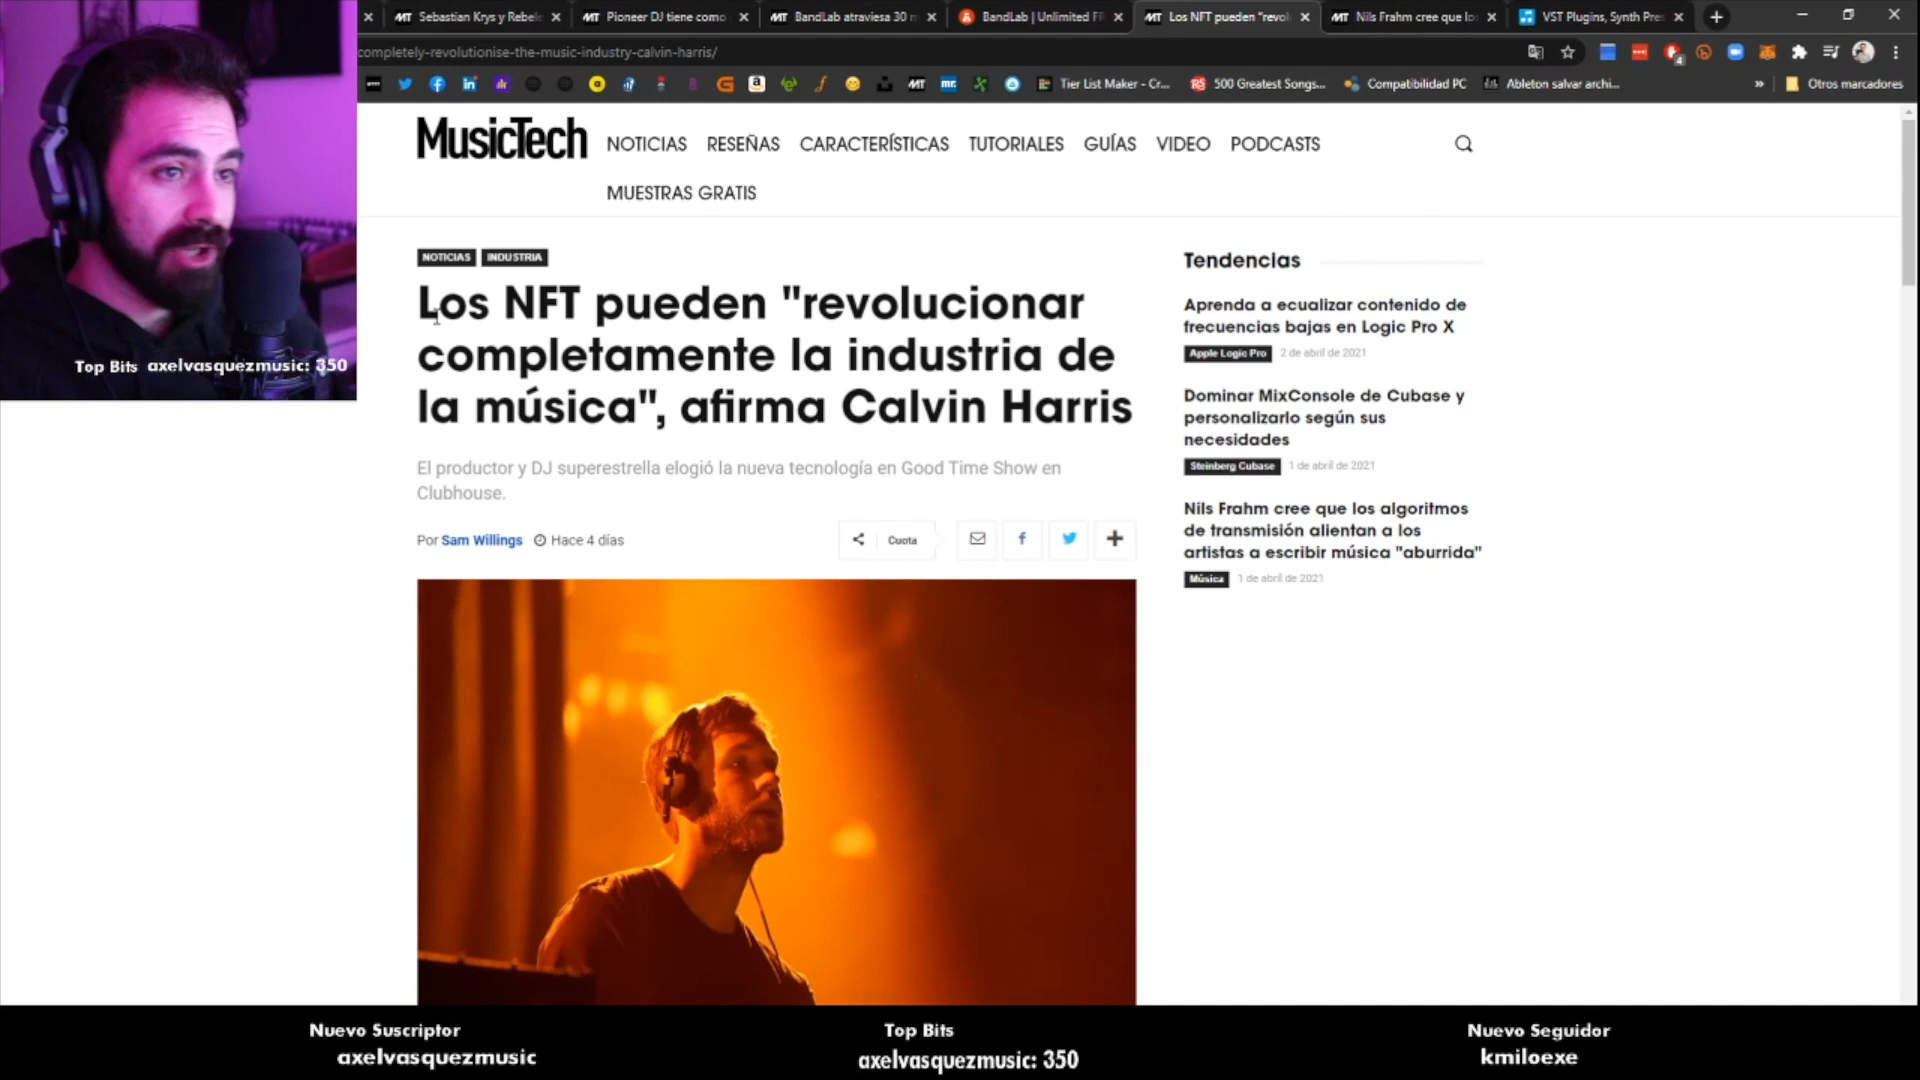 Sebastian Krys y Rebel
Pioneer DJ tiene como
BandLab atraviesa 30 m
BandLab | Unlimited F
Los NFT pueden "revol
Nils Frahm cree que lo
VST Plugins, Synth Pre
completely-revolutionise-the-music-industry-calvin-harris/
Tier List Maker - Cr...
500 Greatest Songs...
Compatibilidad PC
Ableton salvar archi...
»
Otros marcadores
MusicTech
NOTICIAS RESEÑAS CARACTERÍSTICAS TUTORIALES GUÍAS VIDEO PODCASTS
MUESTRAS GRATIS
NOTICIAS INDUSTRIA
Los NFT pueden "revolucionar
completamente la industria de
la música", afirma Calvin Harris
El productor y DJ superestrella elogió la nueva tecnología en Good Time Show en
Clubhouse.
Por Sam Willings Hace 4 días
Cuota
Tendencias
Aprenda a ecualizar contenido de
frecuencias bajas en Logic Pro X
Apple Logic Pro 2 de abril de 2021
Dominar MixConsole de Cubase y
personalizarlo según sus
necesidades
Steinberg Cubase 1 de abril de 2021
Nils Frahm cree que los algoritmos
de transmisión alientan a los
artistas a escribir música "aburrida"
Música 1 de abril de 2021
Top Bits axelvasquezmusic: 350
Nuevo Suscriptor
axelvasquezmusic
Top Bits
axelvasquezmusic: 350
Nuevo Seguidor
kmiloexe